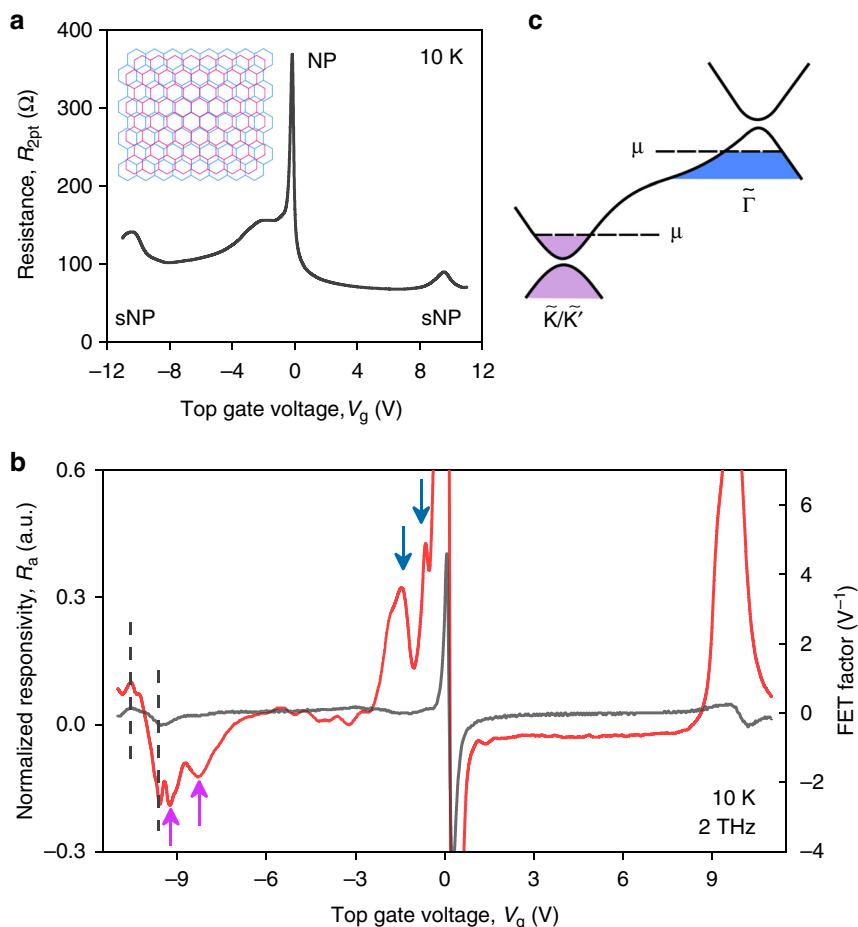 a
400
300
200
100
0
Resistance, R2pt (Ω)
NP
10 K
sNP
sNP
−12
−8
−4
0
4
8
12
Top gate voltage, Vg (V)
c
μ
Γ̃
μ
K̃/K̃′
b
0.6
0.3
0.0
−0.3
Normalized responsivity, Ra (a.u.)
6
4
2
0
−2
−4
FET factor (V−1)
10 K
2 THz
−9
−6
−3
0
3
6
9
Top gate voltage, Vg (V)